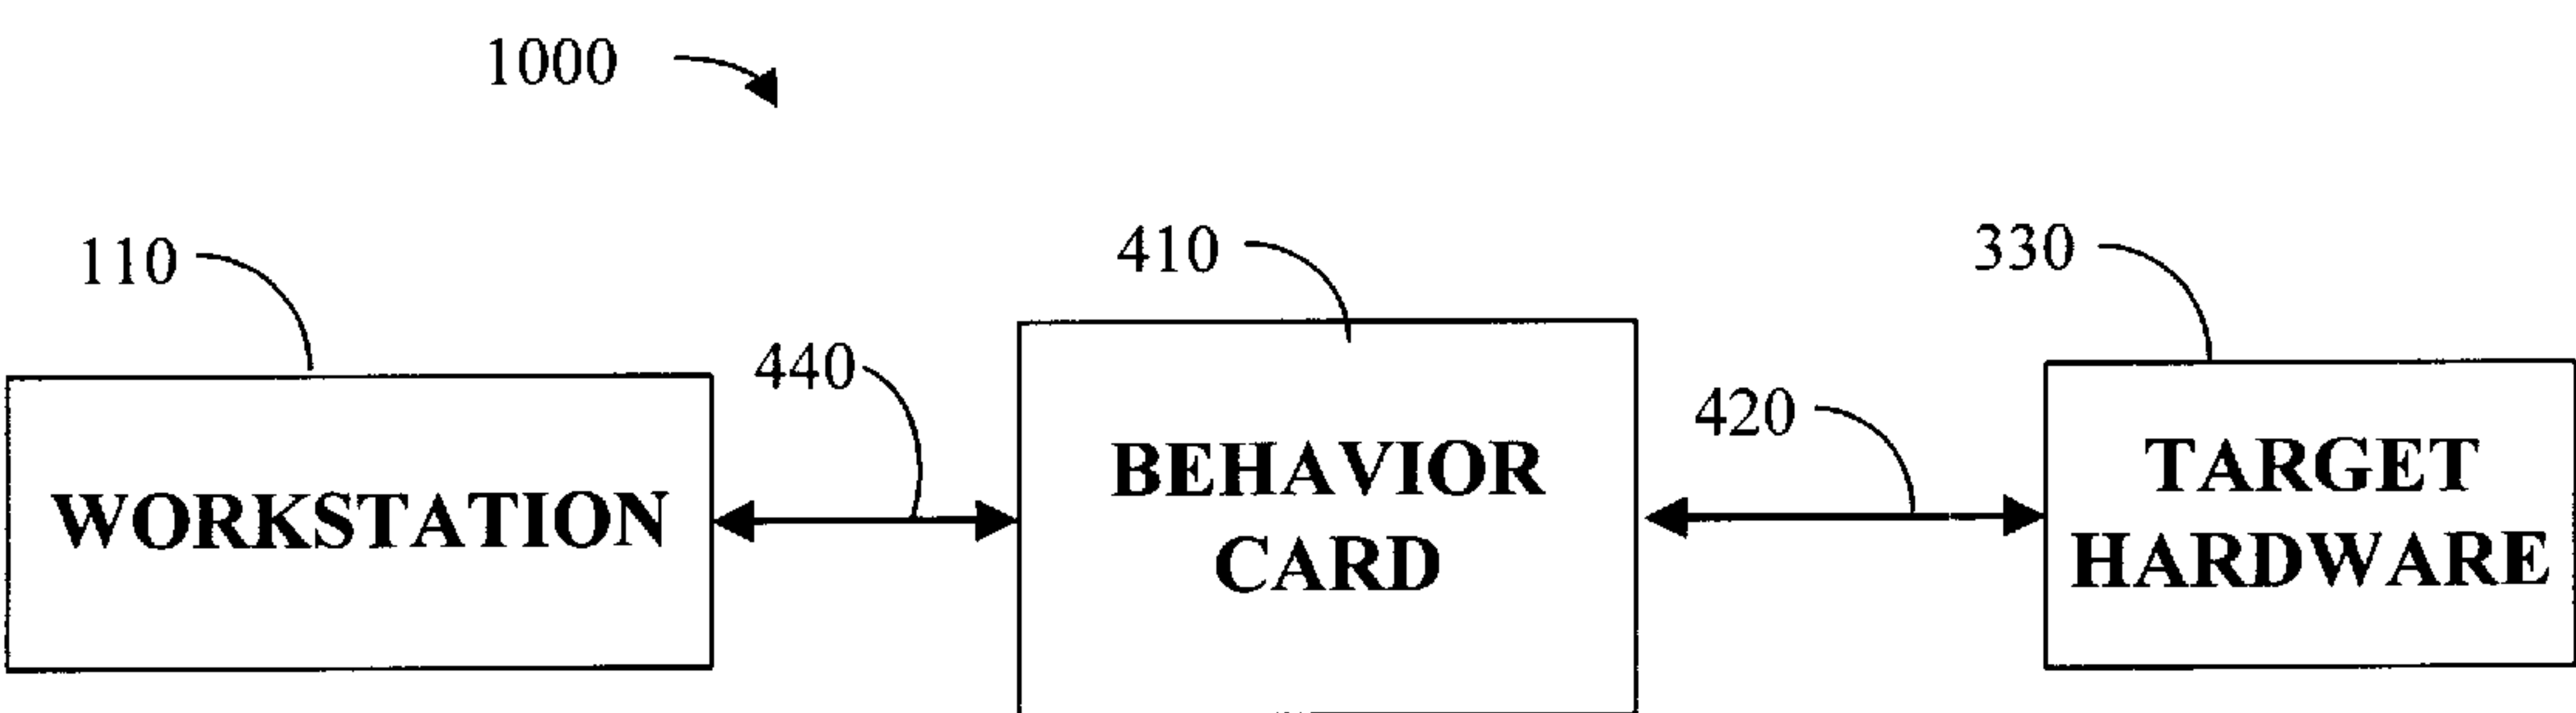 1000
110
410
330
440
420
WORKSTATION
BEHAVIOR
CARD
TARGET
HARDWARE